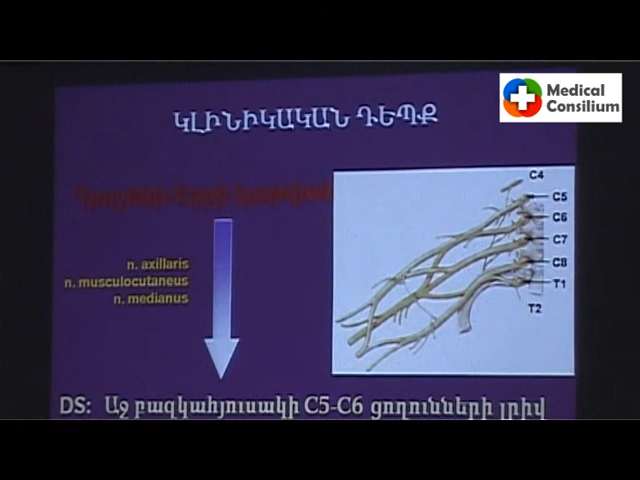 Medical
Consilium
ԿԼԻՆԻԿԱԿԱՆ ԴԵՊՔ
C4
C5
C6
C7
C8
T1
T2
n. axillaris
n. musculocutaneus
n. medianus
DS: Աջ բազկահյուսակի C5-C6 ցողունների լրիվ